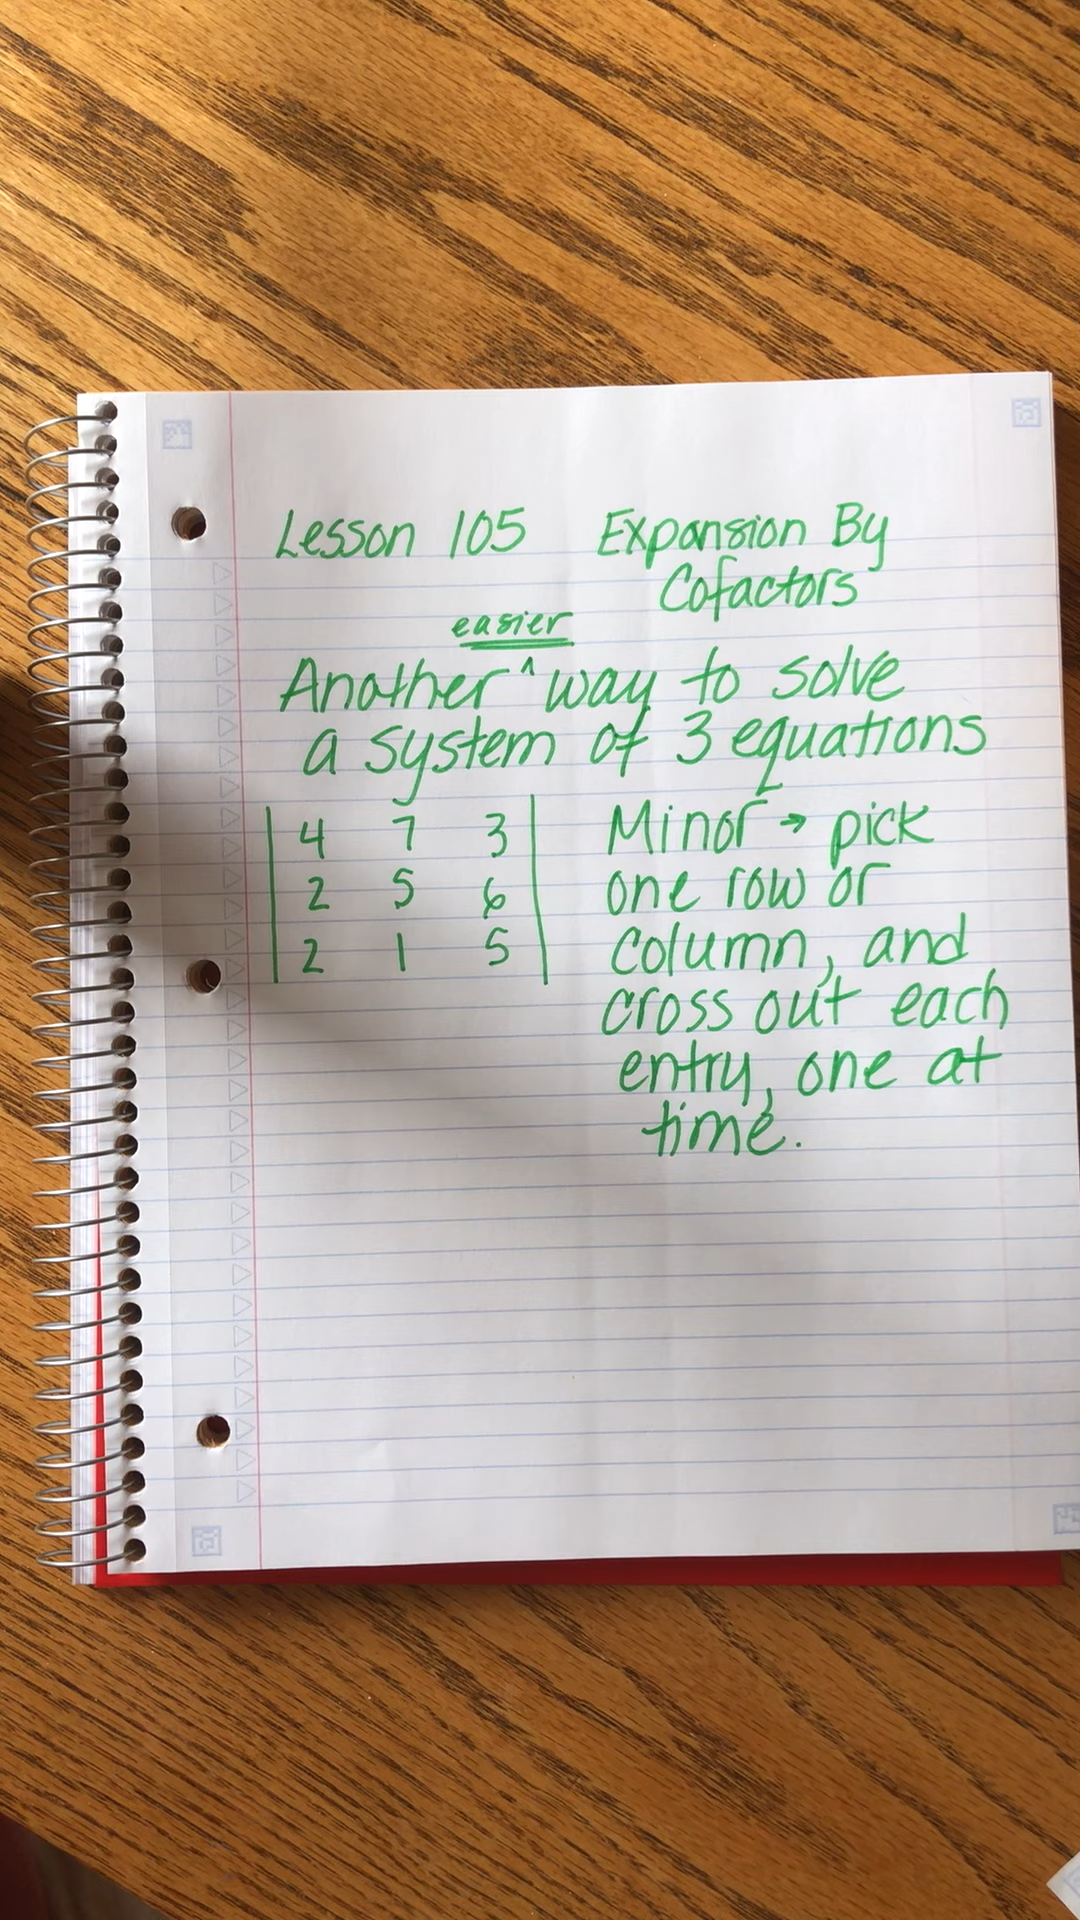 Lesson 105 Expansion By
Cofactors
easier
Another ^ way to solve
a system of 3 equations
| 4 7 3 | Minor → pick
| 2 5 6 | one row or
| 2 1 5 | column, and
cross out each
entry, one at
time.